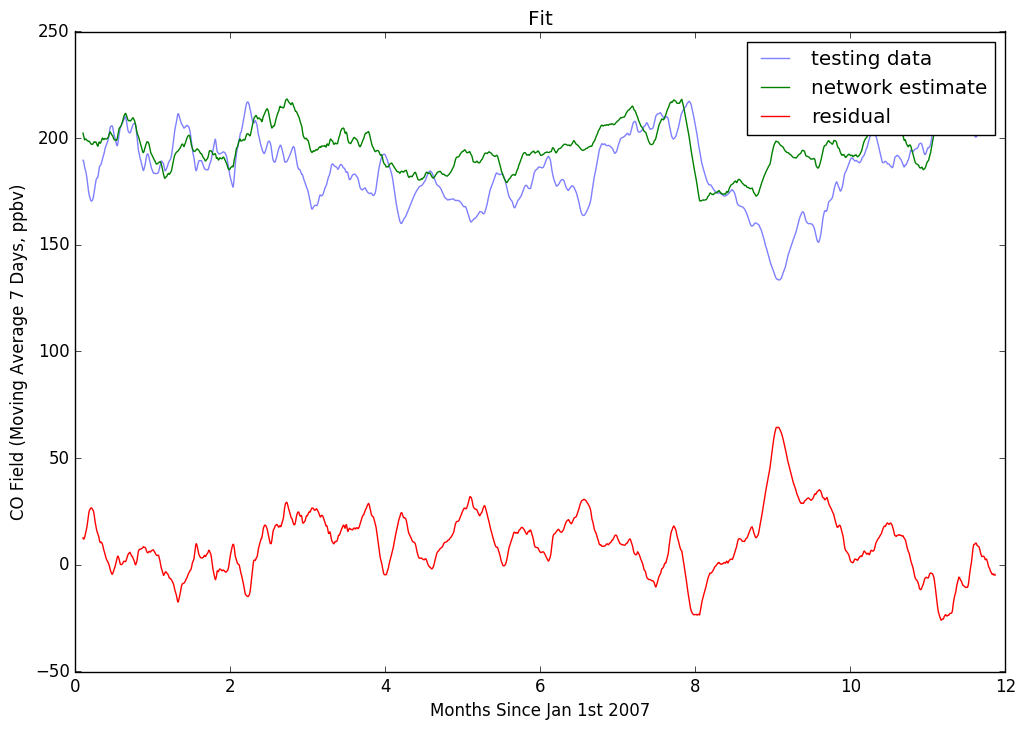 Fit
250
200
150
100
50
0
−50
CO Field (Moving Average 7 Days, ppbv)
testing data
network estimate
residual
0 2 4 6 8 10 12
Months Since Jan 1st 2007